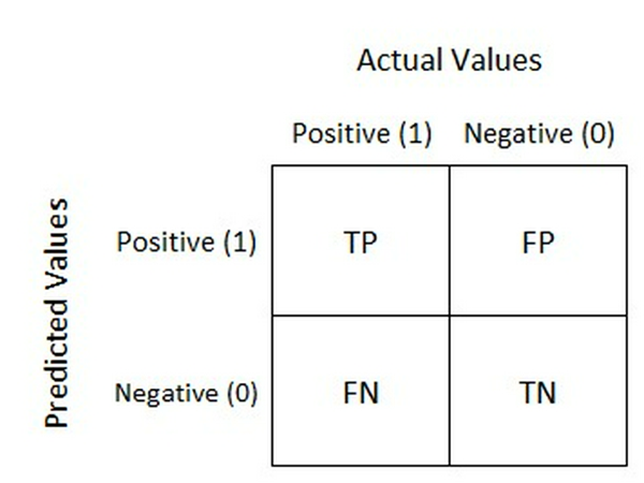 Actual Values
Positive (1) Negative (0)
Predicted Values
Positive (1) TP FP
Negative (0) FN TN